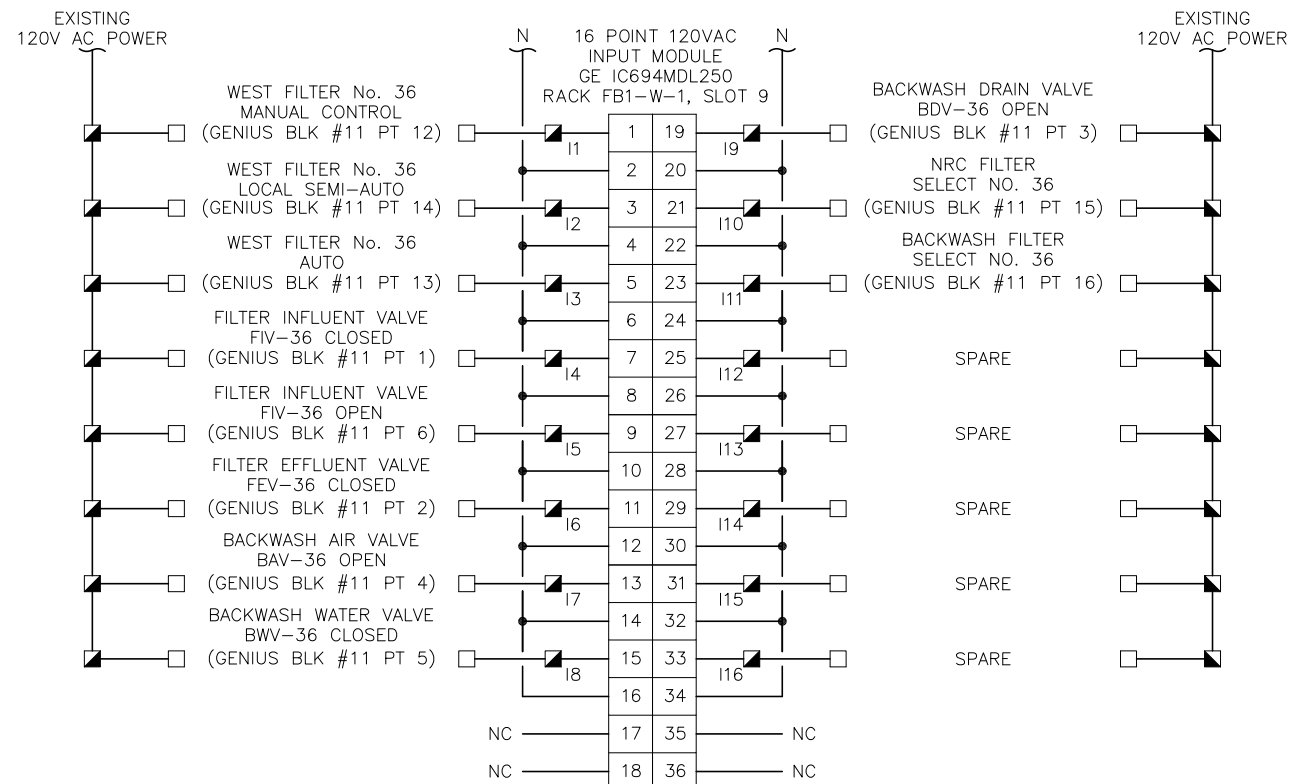 EXISTING
120V AC POWER
N
16 POINT 120VAC
INPUT MODULE
GE IC694MDL250
RACK FB1-W-1, SLOT 9
N
EXISTING
120V AC POWER
WEST FILTER No. 36
MANUAL CONTROL
(GENIUS BLK #11 PT 12)
I1
1 19
I9
BACKWASH DRAIN VALVE
BDV-36 OPEN
(GENIUS BLK #11 PT 3)
2 20
WEST FILTER No. 36
LOCAL SEMI-AUTO
(GENIUS BLK #11 PT 14)
I2
3 21
I10
NRC FILTER
SELECT NO. 36
(GENIUS BLK #11 PT 15)
4 22
WEST FILTER No. 36
AUTO
(GENIUS BLK #11 PT 13)
I3
5 23
I11
BACKWASH FILTER
SELECT NO. 36
(GENIUS BLK #11 PT 16)
6 24
FILTER INFLUENT VALVE
FIV-36 CLOSED
(GENIUS BLK #11 PT 1)
I4
7 25
I12
SPARE
8 26
FILTER INFLUENT VALVE
FIV-36 OPEN
(GENIUS BLK #11 PT 6)
I5
9 27
I13
SPARE
10 28
FILTER EFFLUENT VALVE
FEV-36 CLOSED
(GENIUS BLK #11 PT 2)
I6
11 29
I14
SPARE
12 30
BACKWASH AIR VALVE
BAV-36 OPEN
(GENIUS BLK #11 PT 4)
I7
13 31
I15
SPARE
14 32
BACKWASH WATER VALVE
BWV-36 CLOSED
(GENIUS BLK #11 PT 5)
I8
15 33
I16
SPARE
16 34
NC 17 35 NC
NC 18 36 NC